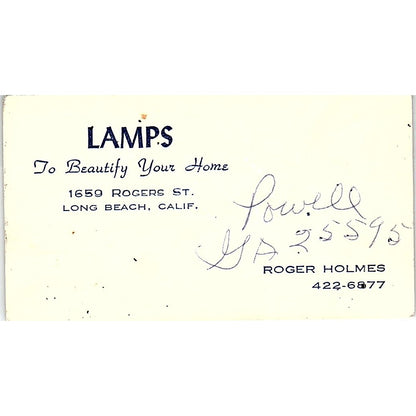 LAMPS
To Beautify Your Home
1659 ROGERS ST.
LONG BEACH, CALIF.
Powell
GA 25595
ROGER HOLMES
422-6877